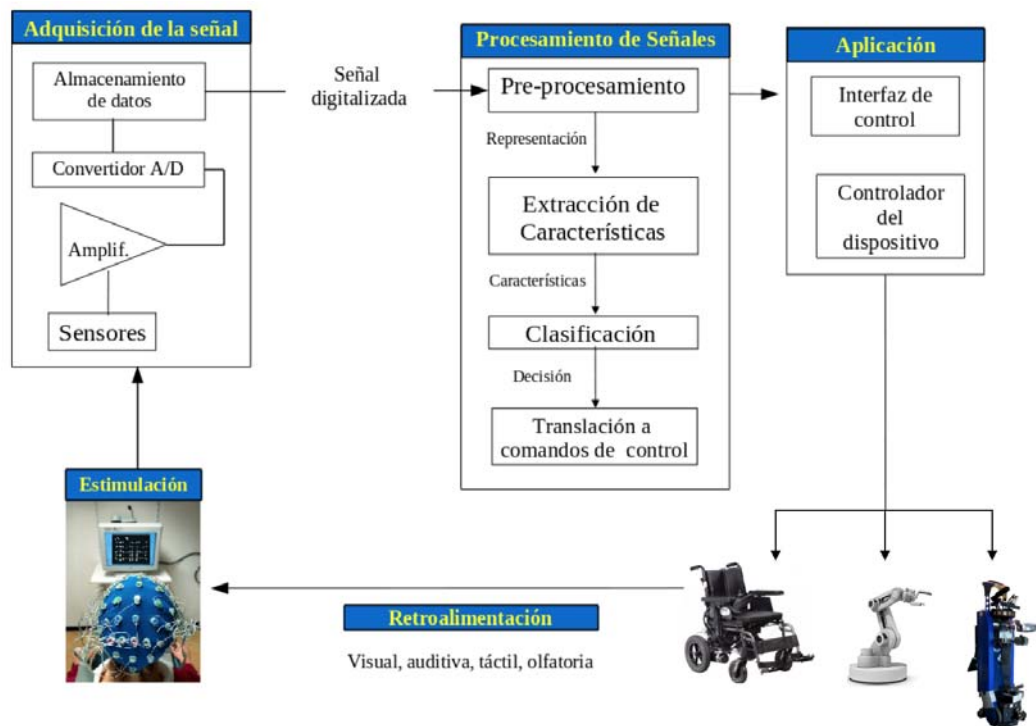 Adquisición de la señal
Almacenamiento
de datos
Convertidor A/D
Amplif.
Sensores
Señal
digitalizada
Procesamiento de Señales
Pre-procesamiento
Representación
Extracción de
Características
Características
Clasificación
Decisión
Translación a
comandos de control
Aplicación
Interfaz de
control
Controlador
del
dispositivo
Estimulación
Retroalimentación
Visual, auditiva, táctil, olfatoria